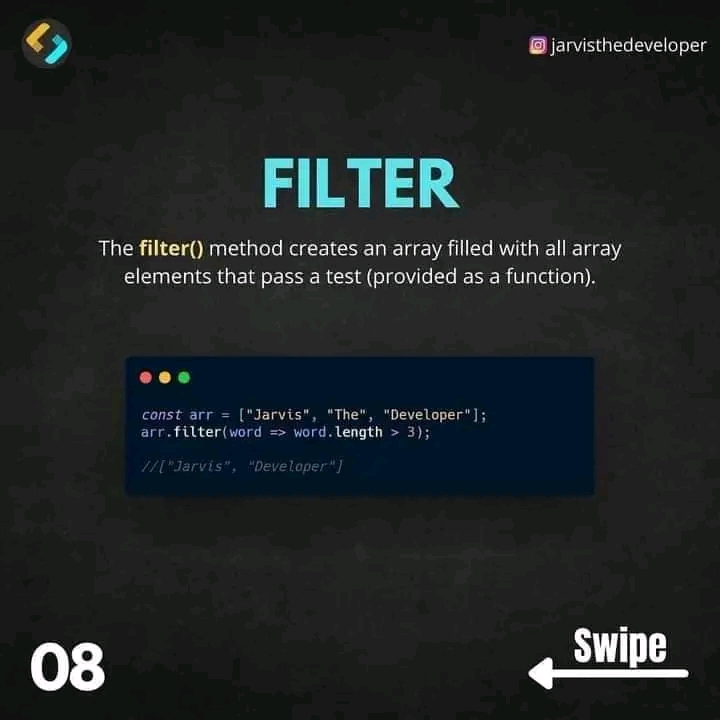 jarvisthedeveloper
FILTER
The filter() method creates an array filled with all array
elements that pass a test (provided as a function).
const arr = ["Jarvis", "The", "Developer"];
arr.filter(word => word.length > 3);
//["Jarvis", "Developer"]
08
Swipe